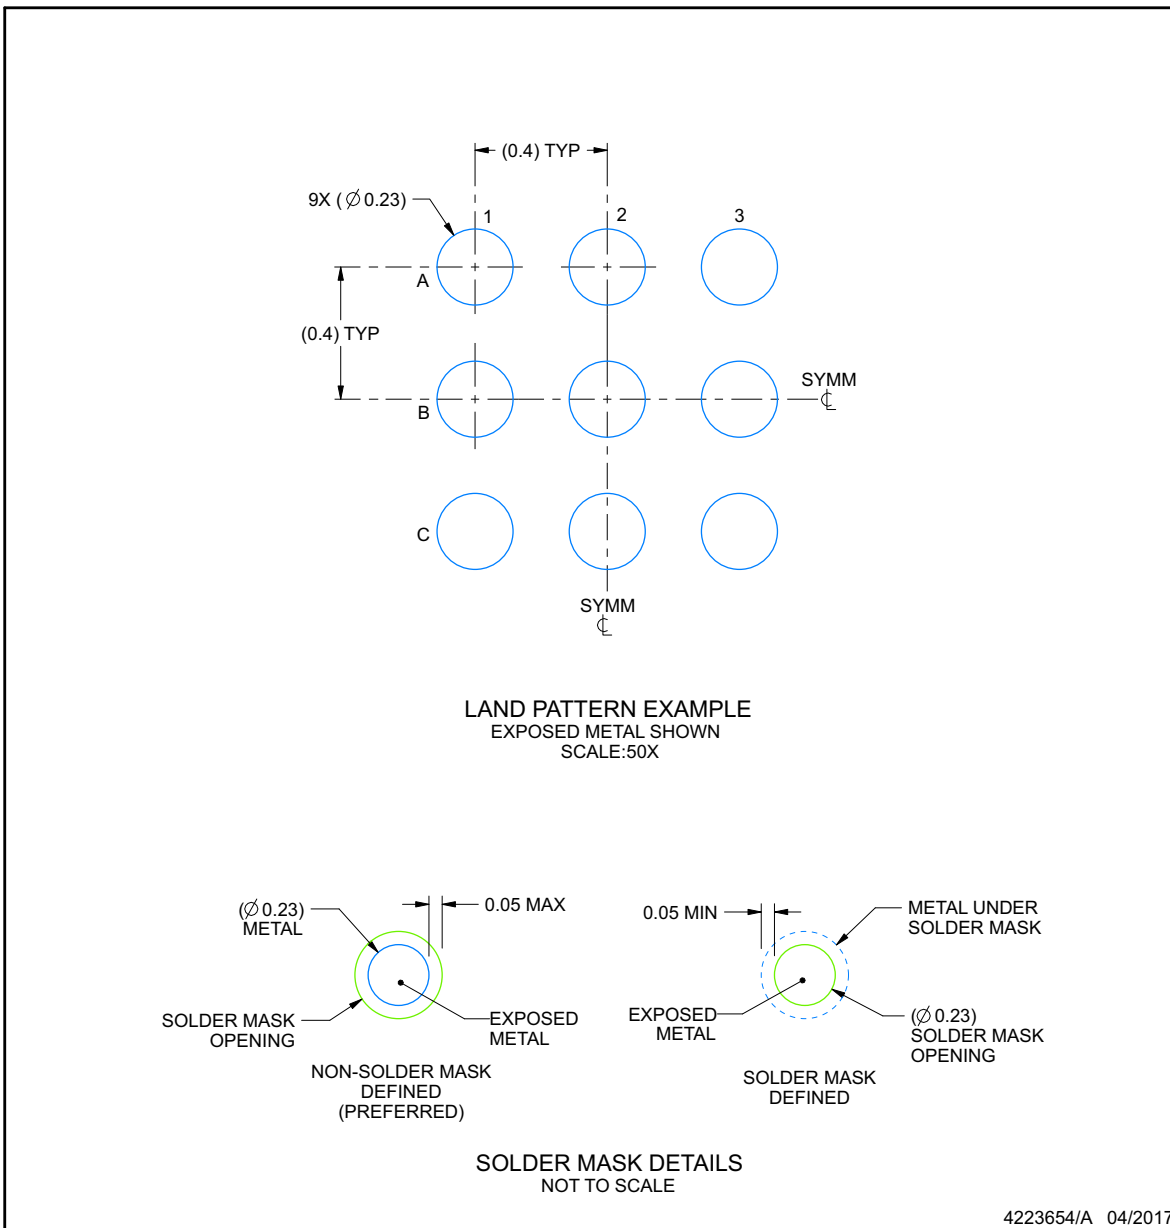 (0.4) TYP
9X (∅0.23)
1
2
3
A
(0.4) TYP
SYMM
℄
B
C
SYMM
℄
LAND PATTERN EXAMPLE
EXPOSED METAL SHOWN
SCALE:50X
(∅0.23)
METAL
0.05 MAX
SOLDER MASK
OPENING
EXPOSED
METAL
NON-SOLDER MASK
DEFINED
(PREFERRED)
0.05 MIN
METAL UNDER
SOLDER MASK
EXPOSED
METAL
(∅0.23)
SOLDER MASK
OPENING
SOLDER MASK
DEFINED
SOLDER MASK DETAILS
NOT TO SCALE
4223654/A 04/2017